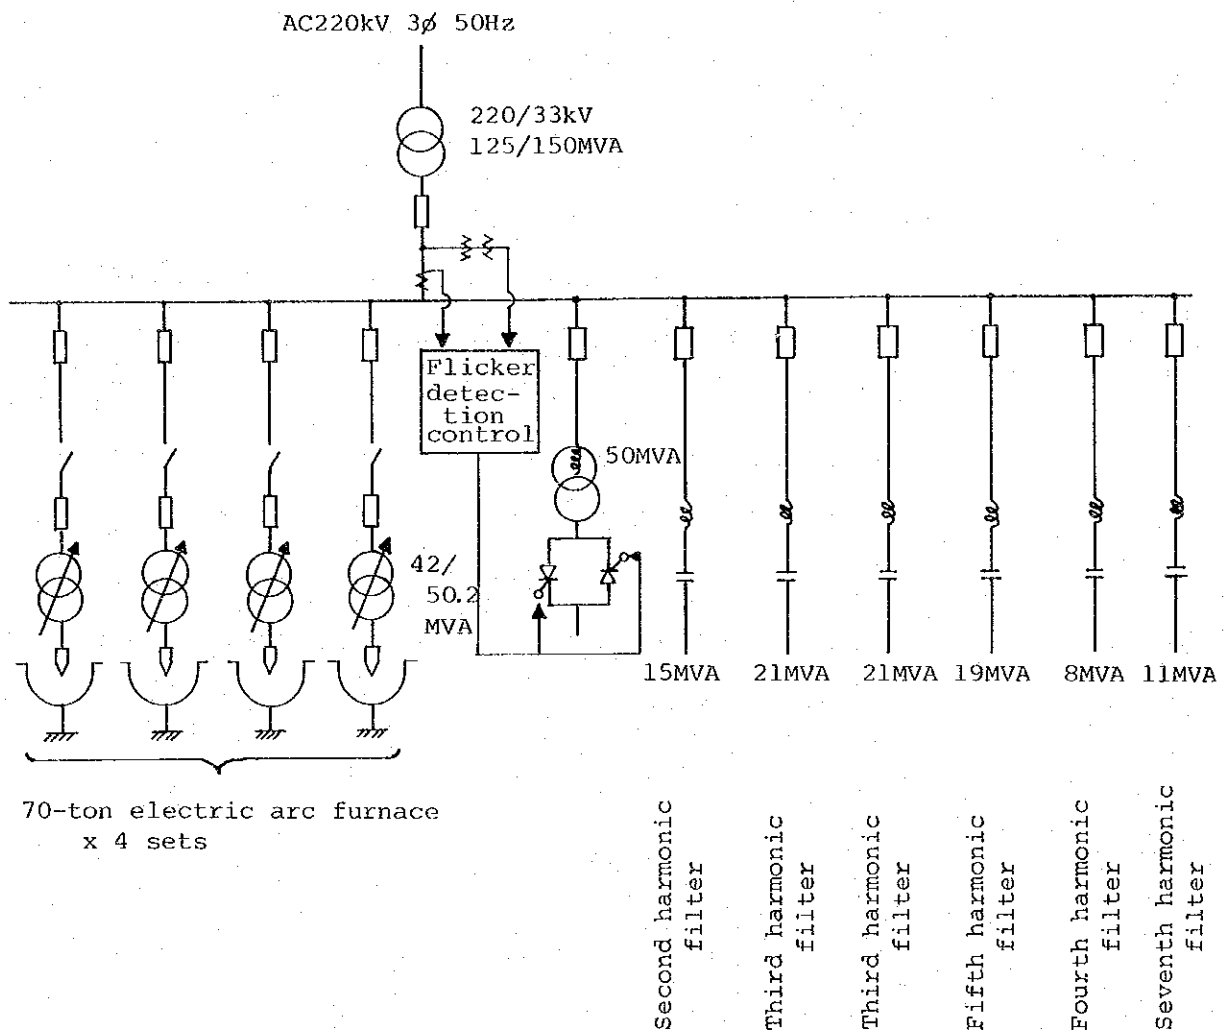 AC220kV 3ø 50Hz
220/33kV
125/150MVA
Flicker
detec-
tion
control
50MVA
42/
50.2
MVA
15MVA
21MVA
21MVA
19MVA
8MVA
11MVA
70-ton electric arc furnace
x 4 sets
Second harmonic
filter
Third harmonic
filter
Third harmonic
filter
Fifth harmonic
filter
Fourth harmonic
filter
Seventh harmonic
filter